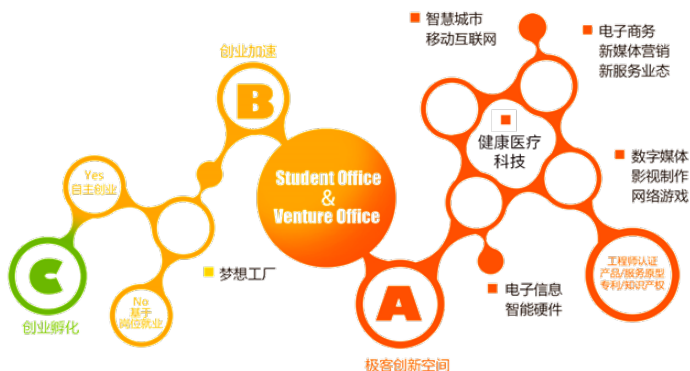 智慧城市
移动互联网
电子商务
新媒体营销
新服务业态
创业加速
B
健康医疗
科技
数字媒体
影视制作
网络游戏
Yes
自主创业
Student Office
&
Venture Office
C
创业孵化
No
基于
岗位就业
梦想工厂
A
极客创新空间
电子信息
智能硬件
工程师认证
产品/服务原型
专利/知识产权